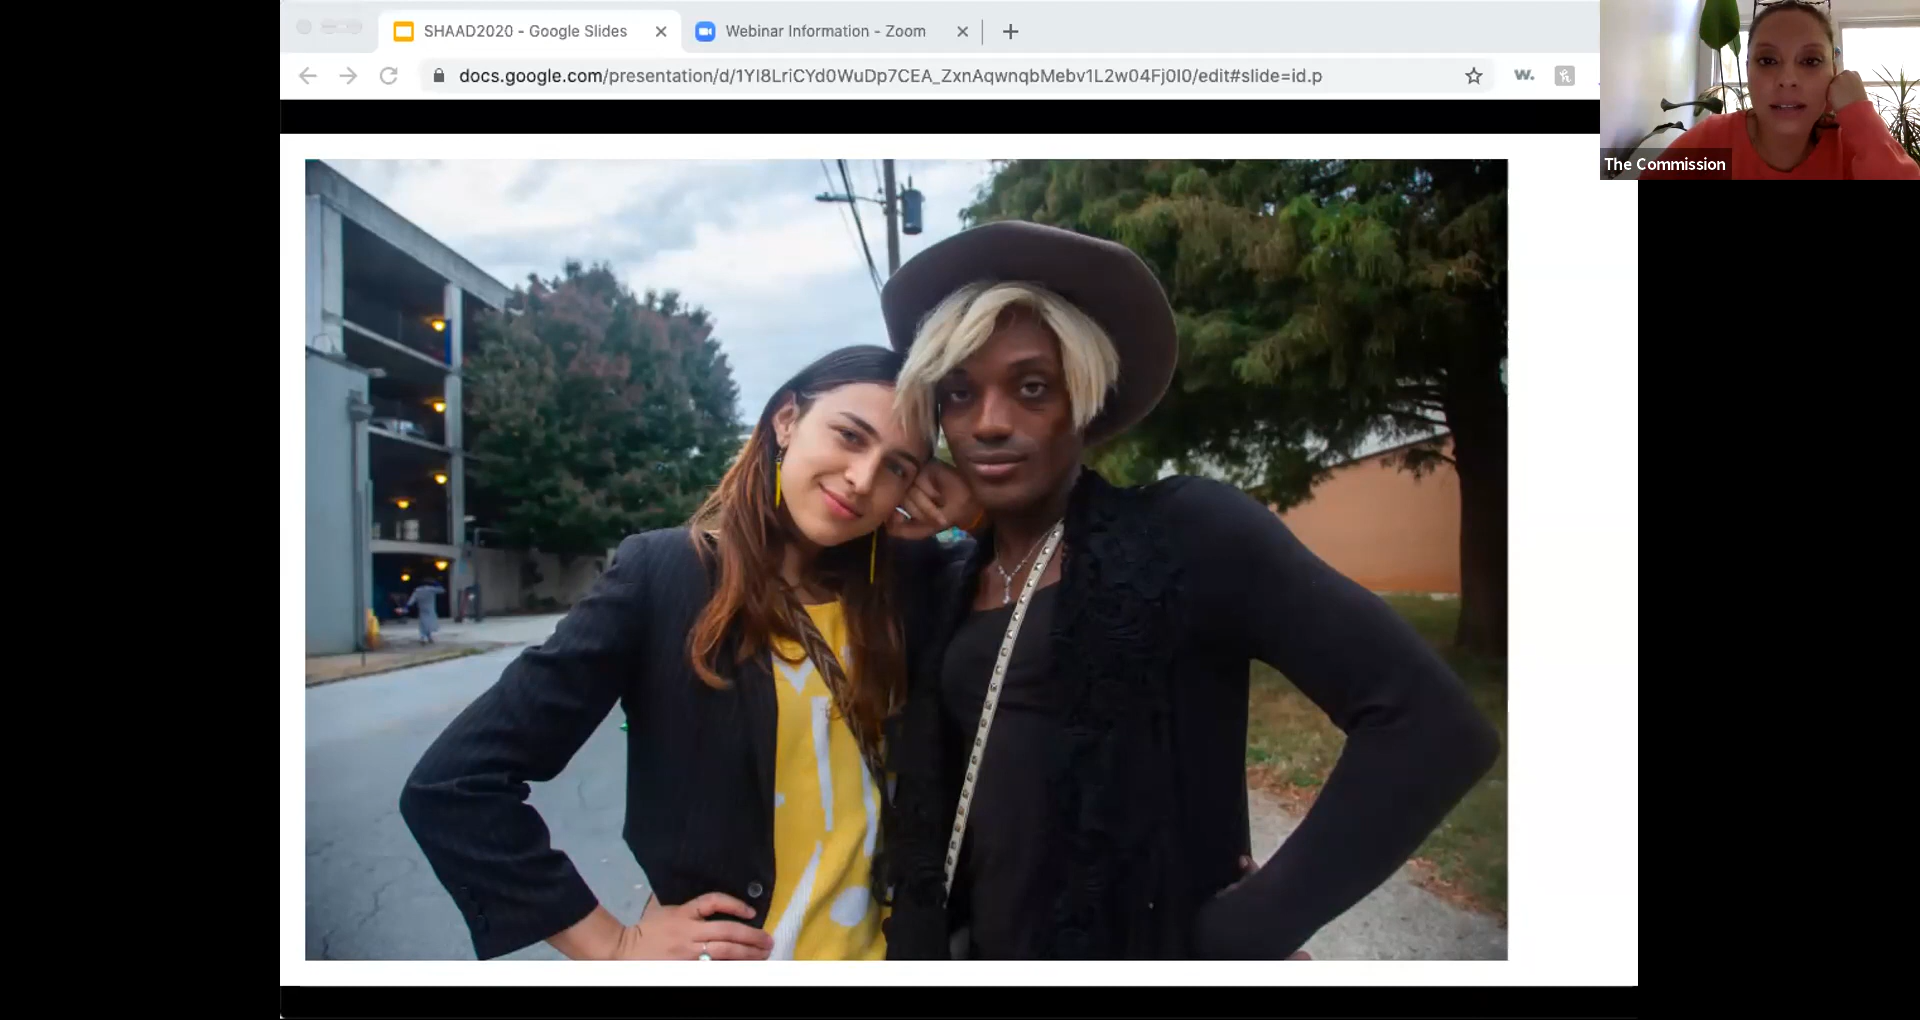 SHAAD2020 - Google Slides
Webinar Information - Zoom
docs.google.com/presentation/d/1YI8LriCYd0WuDp7CEA_ZxnAqwnqbMebv1L2w04Fj0I0/edit#slide=id.p
W.
The Commission